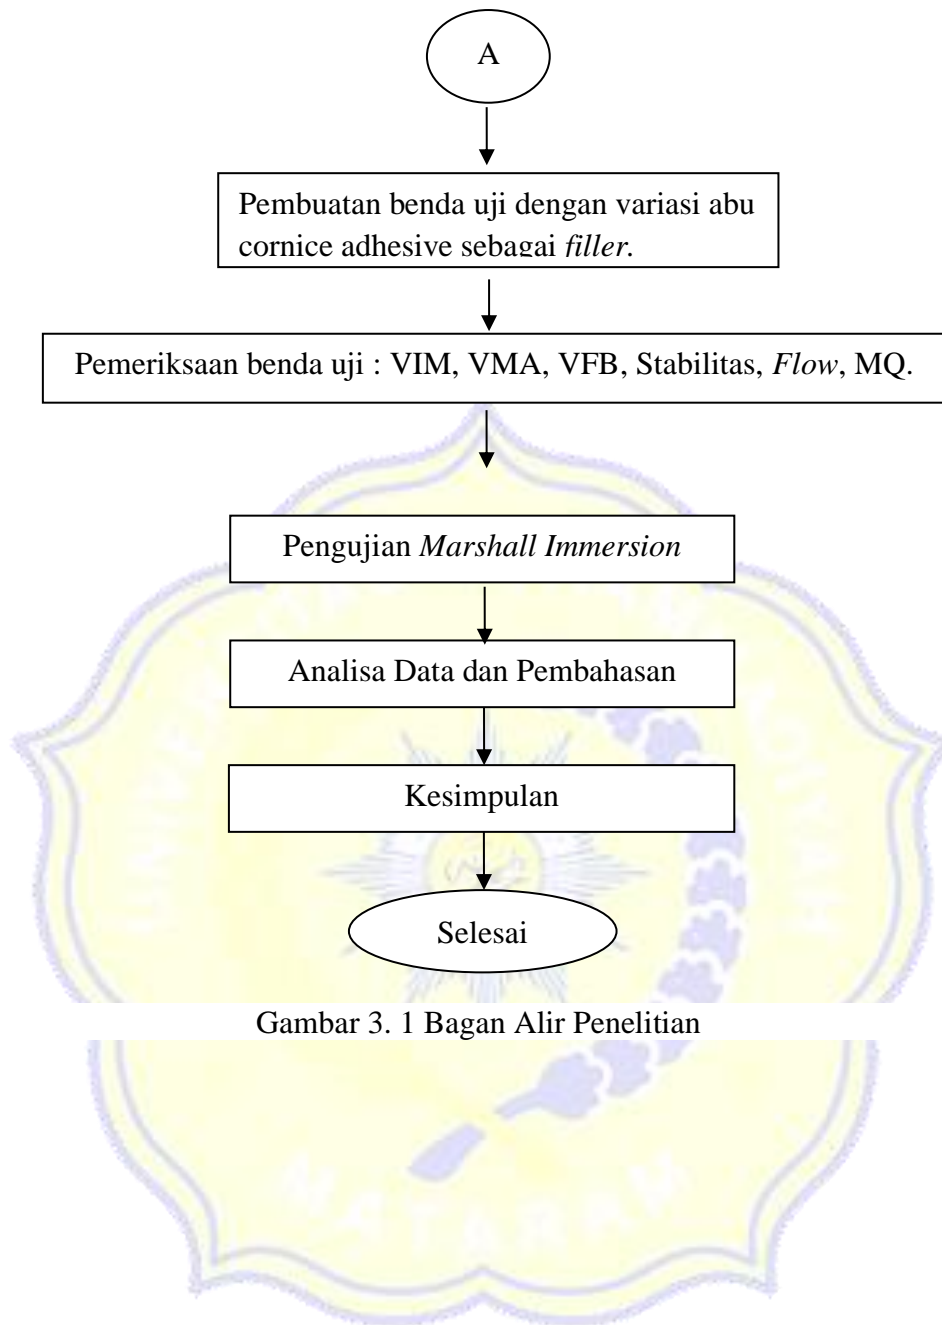 A
Pembuatan benda uji dengan variasi abu
cornice adhesive sebagai filler.
Pemeriksaan benda uji : VIM, VMA, VFB, Stabilitas, Flow, MQ.
Pengujian Marshall Immersion
Analisa Data dan Pembahasan
Kesimpulan
Selesai
Gambar 3. 1 Bagan Alir Penelitian
MATARAM